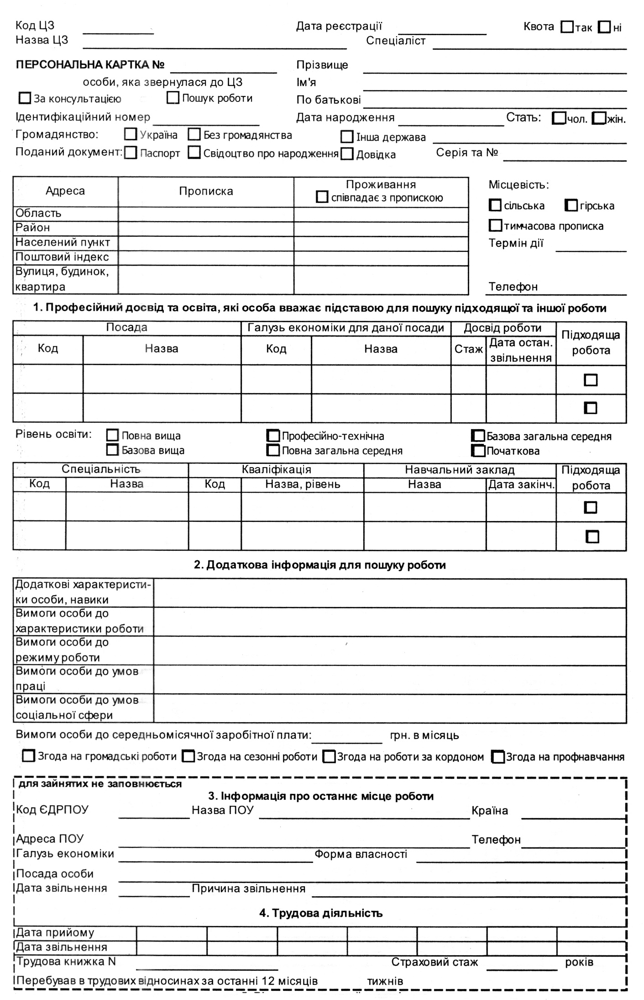 Код ЦЗ Дата реєстрації Квота так ні
Назва ЦЗ Спеціаліст
ПЕРСОНАЛЬНА КАРТКА № Прізвище
особи, яка звернулася до ЦЗ Ім'я
За консультацією Пошук роботи По батькові
Ідентифікаційний номер Дата народження Стать: чол. жін.
Громадянство: Україна Без громадянства Інша держава
Поданий документ: Паспорт Свідоцтво про народження Довідка Серія та №
Адреса Прописка Проживання
співпадає з пропискою
Місцевість:
сільська гірська
тимчасова прописка
Термін дії
Телефон
Область
Район
Населений пункт
Поштовий індекс
Вулиця, будинок,
квартира
1. Професійний досвід та освіта, які особа вважає підставою для пошуку підходящої та іншої роботи
Посада Галузь економіки для даної посади Досвід роботи Підходяща
робота
Код Назва Код Назва Стаж Дата остан.
звільнення
Рівень освіти: Повна вища Професійно-технічна Базова загальна середня
Базова вища Повна загальна середня Початкова
Спеціальність Кваліфікація Навчальний заклад Підходяща
Код Назва Код Назва, рівень Назва Дата закінч. робота
2. Додаткова інформація для пошуку роботи
Додаткові характеристи-
ки особи, навики
Вимоги особи до
характеристики роботи
Вимоги особи до
режиму роботи
Вимоги особи до умов
праці
Вимоги особи до умов
соціальної сфери
Вимоги особи до середньомісячної заробітної плати: грн. в місяць
Згода на громадські роботи Згода на сезонні роботи Згода на роботи за кордоном Згода на профнавчання
для зайнятих не заповнюється
3. Інформація про останнє місце роботи
Код ЄДРПОУ Назва ПОУ Країна
Адреса ПОУ Телефон
Галузь економіки Форма власності
Посада особи
Дата звільнення Причина звільнення
4. Трудова діяльність
Дата прийому
Дата звільнення
Трудова книжка N Страховий стаж років
Перебував в трудових відносинах за останні 12 місяців тижнів